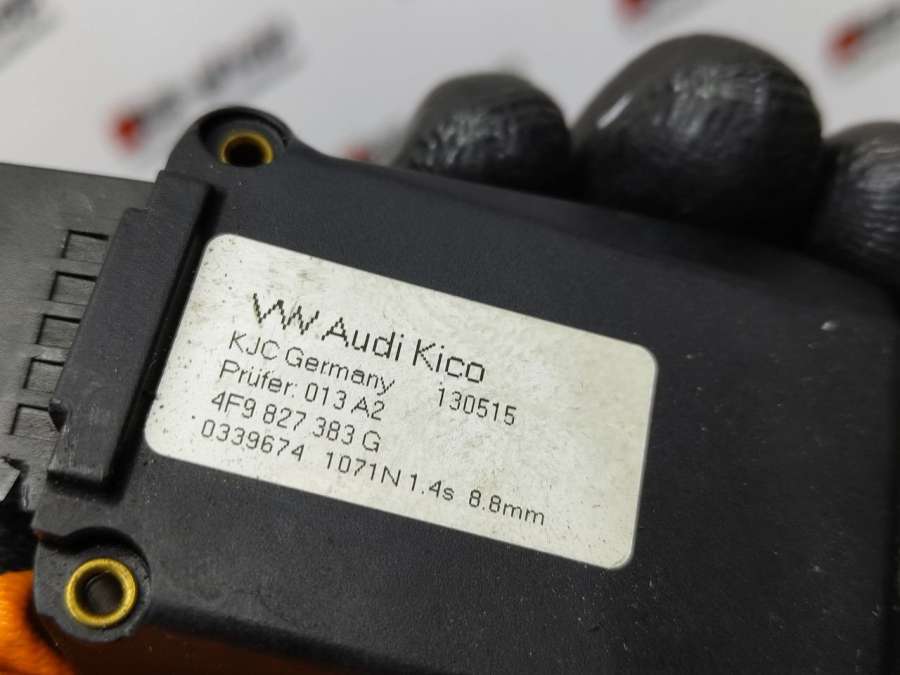 VW Audi Kico
KJC Germany 130515
Prüfer: 013 A2
4F9 827 383 G
0339674 1071N 1.4s 8.8mm